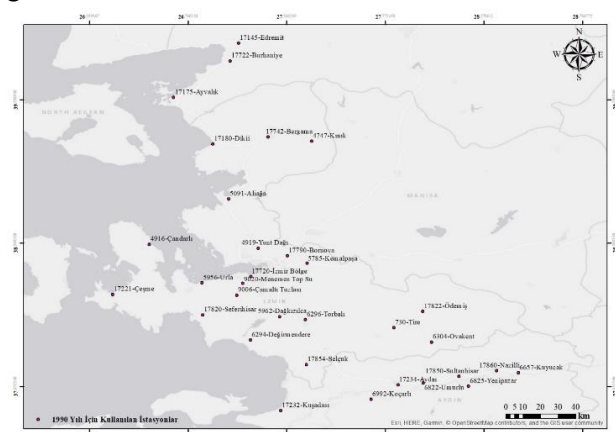 N
W E
S
17145-Edremit
17722-Burhaniye
17175-Ayvalık
NORTH AEGEAN
17180-Dikili
17742-Bergama
4747-Kınık
5091-Aliağa
MANISA
4916-Çandarlı
4919-Yunt Dağı
17790-Bornova
5785-Kemalpaşa
17720-İzmir Bölge
5956-Urla
9020-Menemen Top Su
17221-Çeşme
9006-Çamaltı Tuzlası
IZMIR
17820-Seferihisar
5962-Dağkızılca
6296-Torbalı
17822-Ödemiş
730-Tire
6294-Değirmendere
6304-Ovakent
17854-Selçuk
17850-Sultanhisar
17860-Nazilli
6657-Kuyucak
17234-Aydın
6822-Umurlu
6825-Yenipazar
6992-Koçarlı
AYDIN
17232-Kuşadası
0 5 10 20 30 40
km
1990 Yılı İçin Kullanılan İstasyonlar
Esri, HERE, Garmin, © OpenStreetMap contributors, and the GIS user community